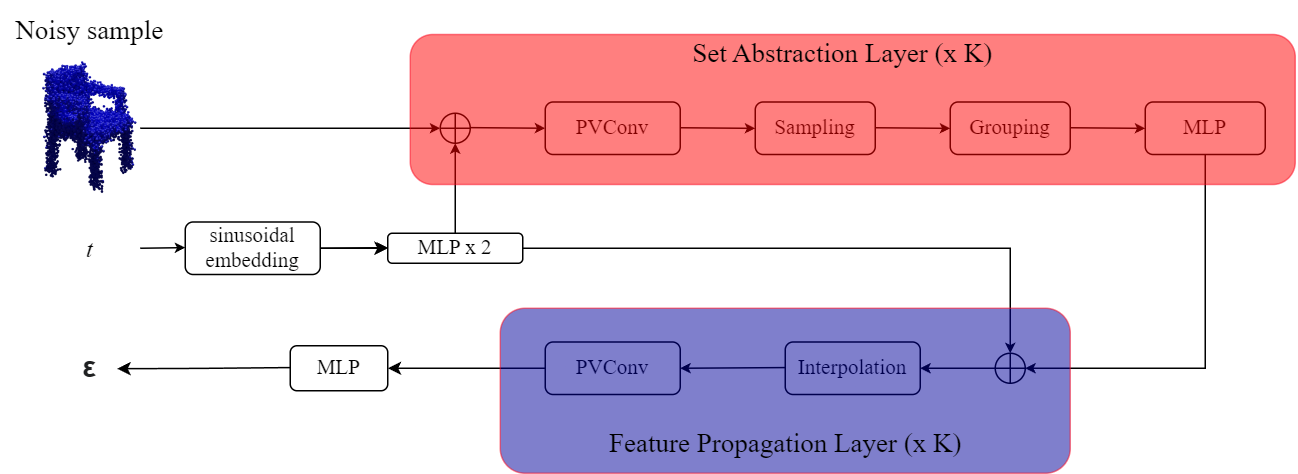 Noisy sample
Set Abstraction Layer (x K)
PVConv
Sampling
Grouping
MLP
t
sinusoidal
embedding
MLP x 2
ε
MLP
PVConv
Interpolation
Feature Propagation Layer (x K)